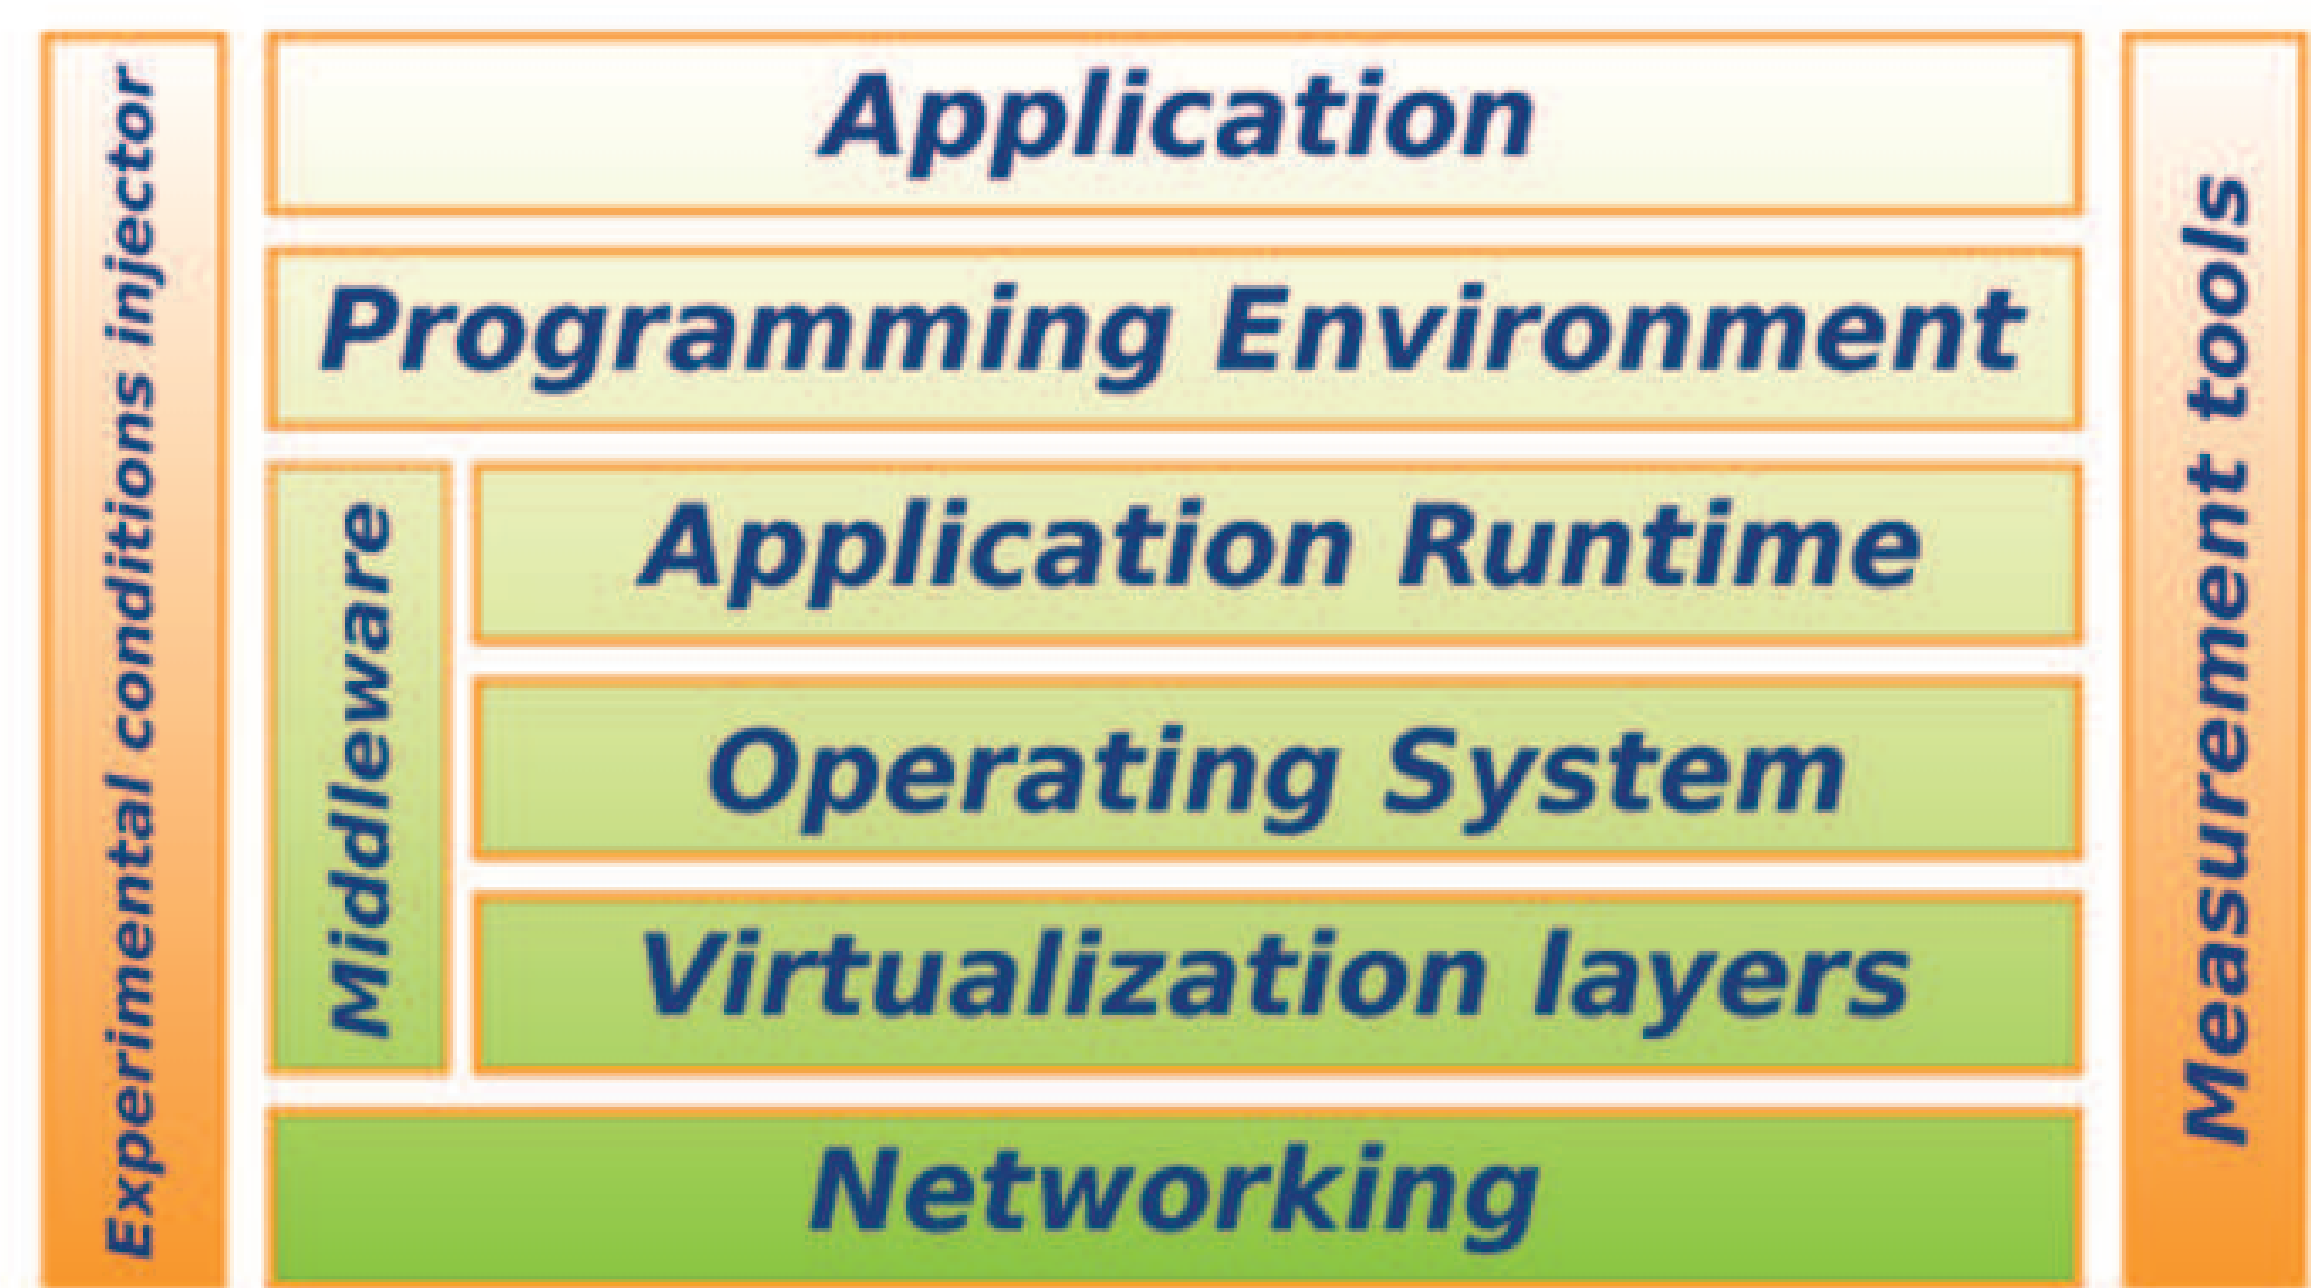 Experimental conditions injector
Application
Programming Environment
Middleware
Application Runtime
Operating System
Virtualization layers
Networking
Measurement tools